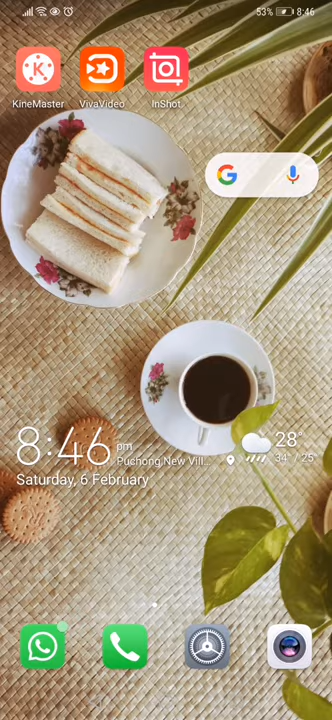 53% 8:46
KineMaster VivaVideo InShot
8:46 pm
Puchong New Vill...
28°
34° / 25
Saturday, 6 February